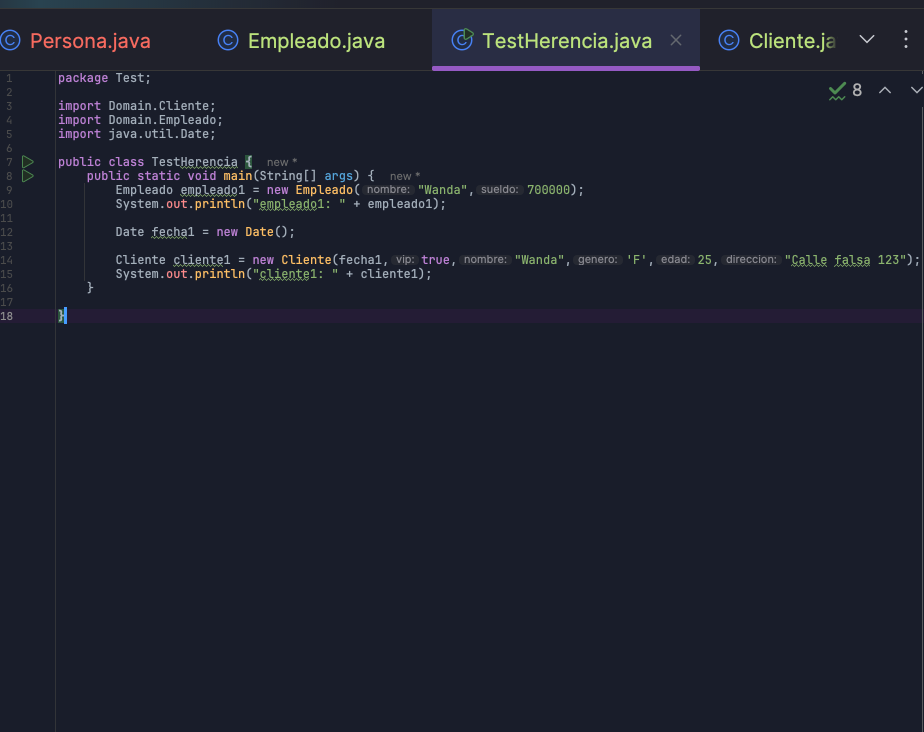 Persona.java Empleado.java TestHerencia.java Cliente.ja
8
1 package Test;
2
3 import Domain.Cliente;
4 import Domain.Empleado;
5 import java.util.Date;
6
7 public class TestHerencia { new *
8 public static void main(String[] args) { new *
9 Empleado empleado1 = new Empleado( nombre: "Wanda", sueldo: 700000);
10 System.out.println("empleado1: " + empleado1);
11
12 Date fecha1 = new Date();
13
14 Cliente cliente1 = new Cliente(fecha1, vip: true, nombre: "Wanda", genero: 'F', edad: 25, direccion: "Calle falsa 123");
15 System.out.println("cliente1: " + cliente1);
16 }
17
18 }